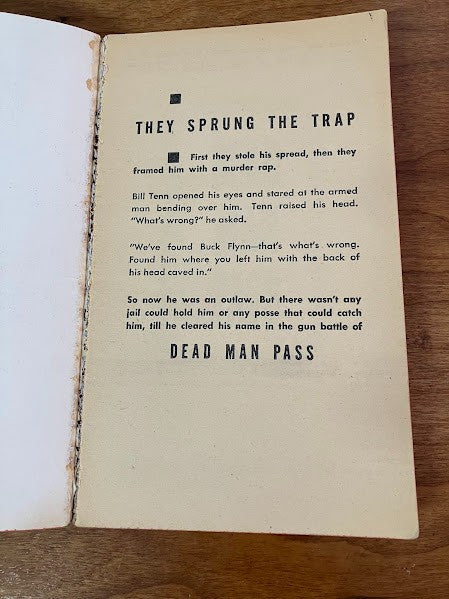 THEY SPRUNG THE TRAP
First they stole his spread, then they
framed him with a murder rap.
Bill Tenn opened his eyes and stared at the armed
man bending over him. Tenn raised his head.
"What's wrong?" he asked.
"We've found Buck Flynn—that's what's wrong.
Found him where you left him with the back of
his head caved in."
So now he was an outlaw. But there wasn't any
jail could hold him or any posse that could catch
him, till he cleared his name in the gun battle of
DEAD MAN PASS